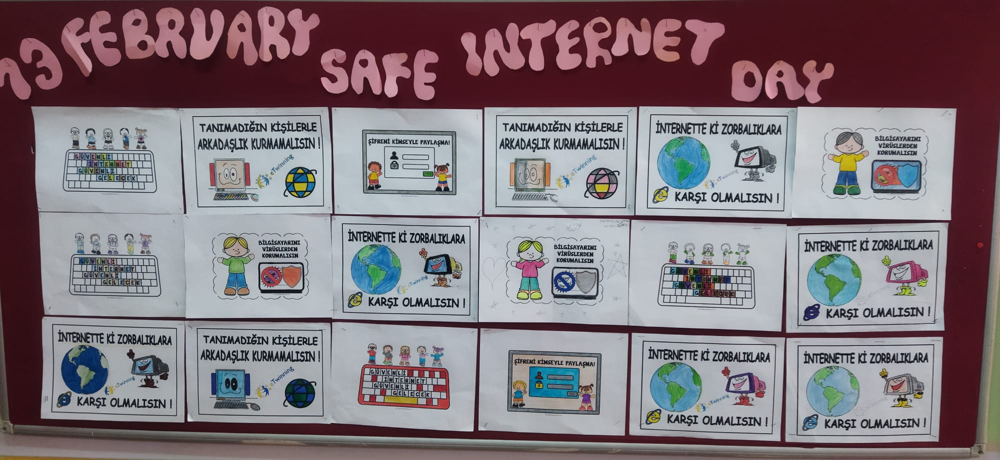 13 FEBRUARY SAFE INTERNET DAY
GÜVENLİ
İNTERNET
GÜVENLİ
GELECEK
TANIMADIĞIN KİŞİLERLE
ARKADAŞLIK KURMAMALISIN !
eTwinning
ŞİFRENİ KİMSEYLE PAYLAŞMA!
TANIMADIĞIN KİŞİLERLE
ARKADAŞLIK KURMAMALISIN !
eTwinning
İNTERNETTE Kİ ZORBALIKLARA
eTwinning
KARŞI OLMALISIN !
BİLGİSAYARINI
VİRÜSLERDEN
KORUMALISIN
GÜVENLİ
İNTERNET
GÜVENLİ
GELECEK
BİLGİSAYARINI
VİRÜSLERDEN
KORUMALISIN
İNTERNETTE Kİ ZORBALIKLARA
eTwinning
KARŞI OLMALISIN !
BİLGİSAYARINI
VİRÜSLERDEN
KORUMALISIN
GÜVENLİ
İNTERNET
GÜVENLİ
GELECEK
İNTERNETTE Kİ ZORBALIKLARA
KARŞI OLMALISIN !
İNTERNETTE Kİ ZORBALIKLARA
eTwinning
KARŞI OLMALISIN !
TANIMADIĞIN KİŞİLERLE
ARKADAŞLIK KURMAMALISIN !
eTwinning
GÜVENLİ
İNTERNET
GÜVENLİ
GELECEK
ŞİFRENİ KİMSEYLE PAYLAŞMA!
İNTERNETTE Kİ ZORBALIKLARA
eTwinning
KARŞI OLMALISIN !
İNTERNETTE Kİ ZORBALIKLARA
KARŞI OLMALISIN !